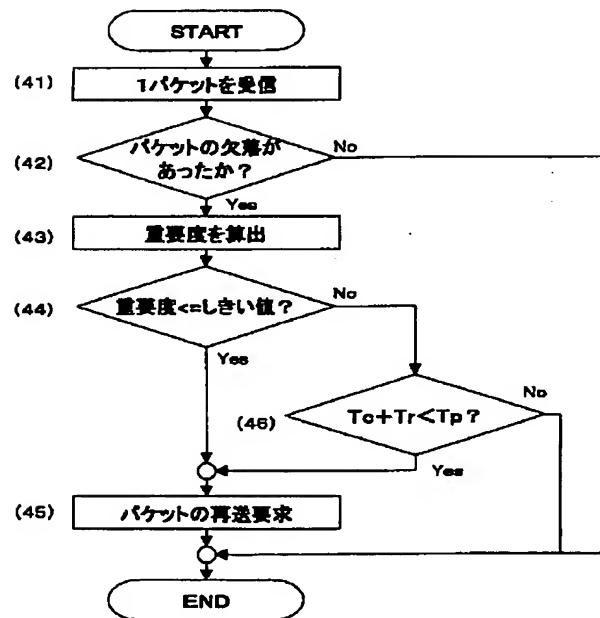 START
(41)
1パケットを受信
(42)
パケットの欠落が
あったか？
No
Yes
(43)
重要度を算出
(44)
重要度<=しきい値？
No
Yes
(46)
Tc+Tr<Tp？
No
Yes
(45)
パケットの再送要求
END